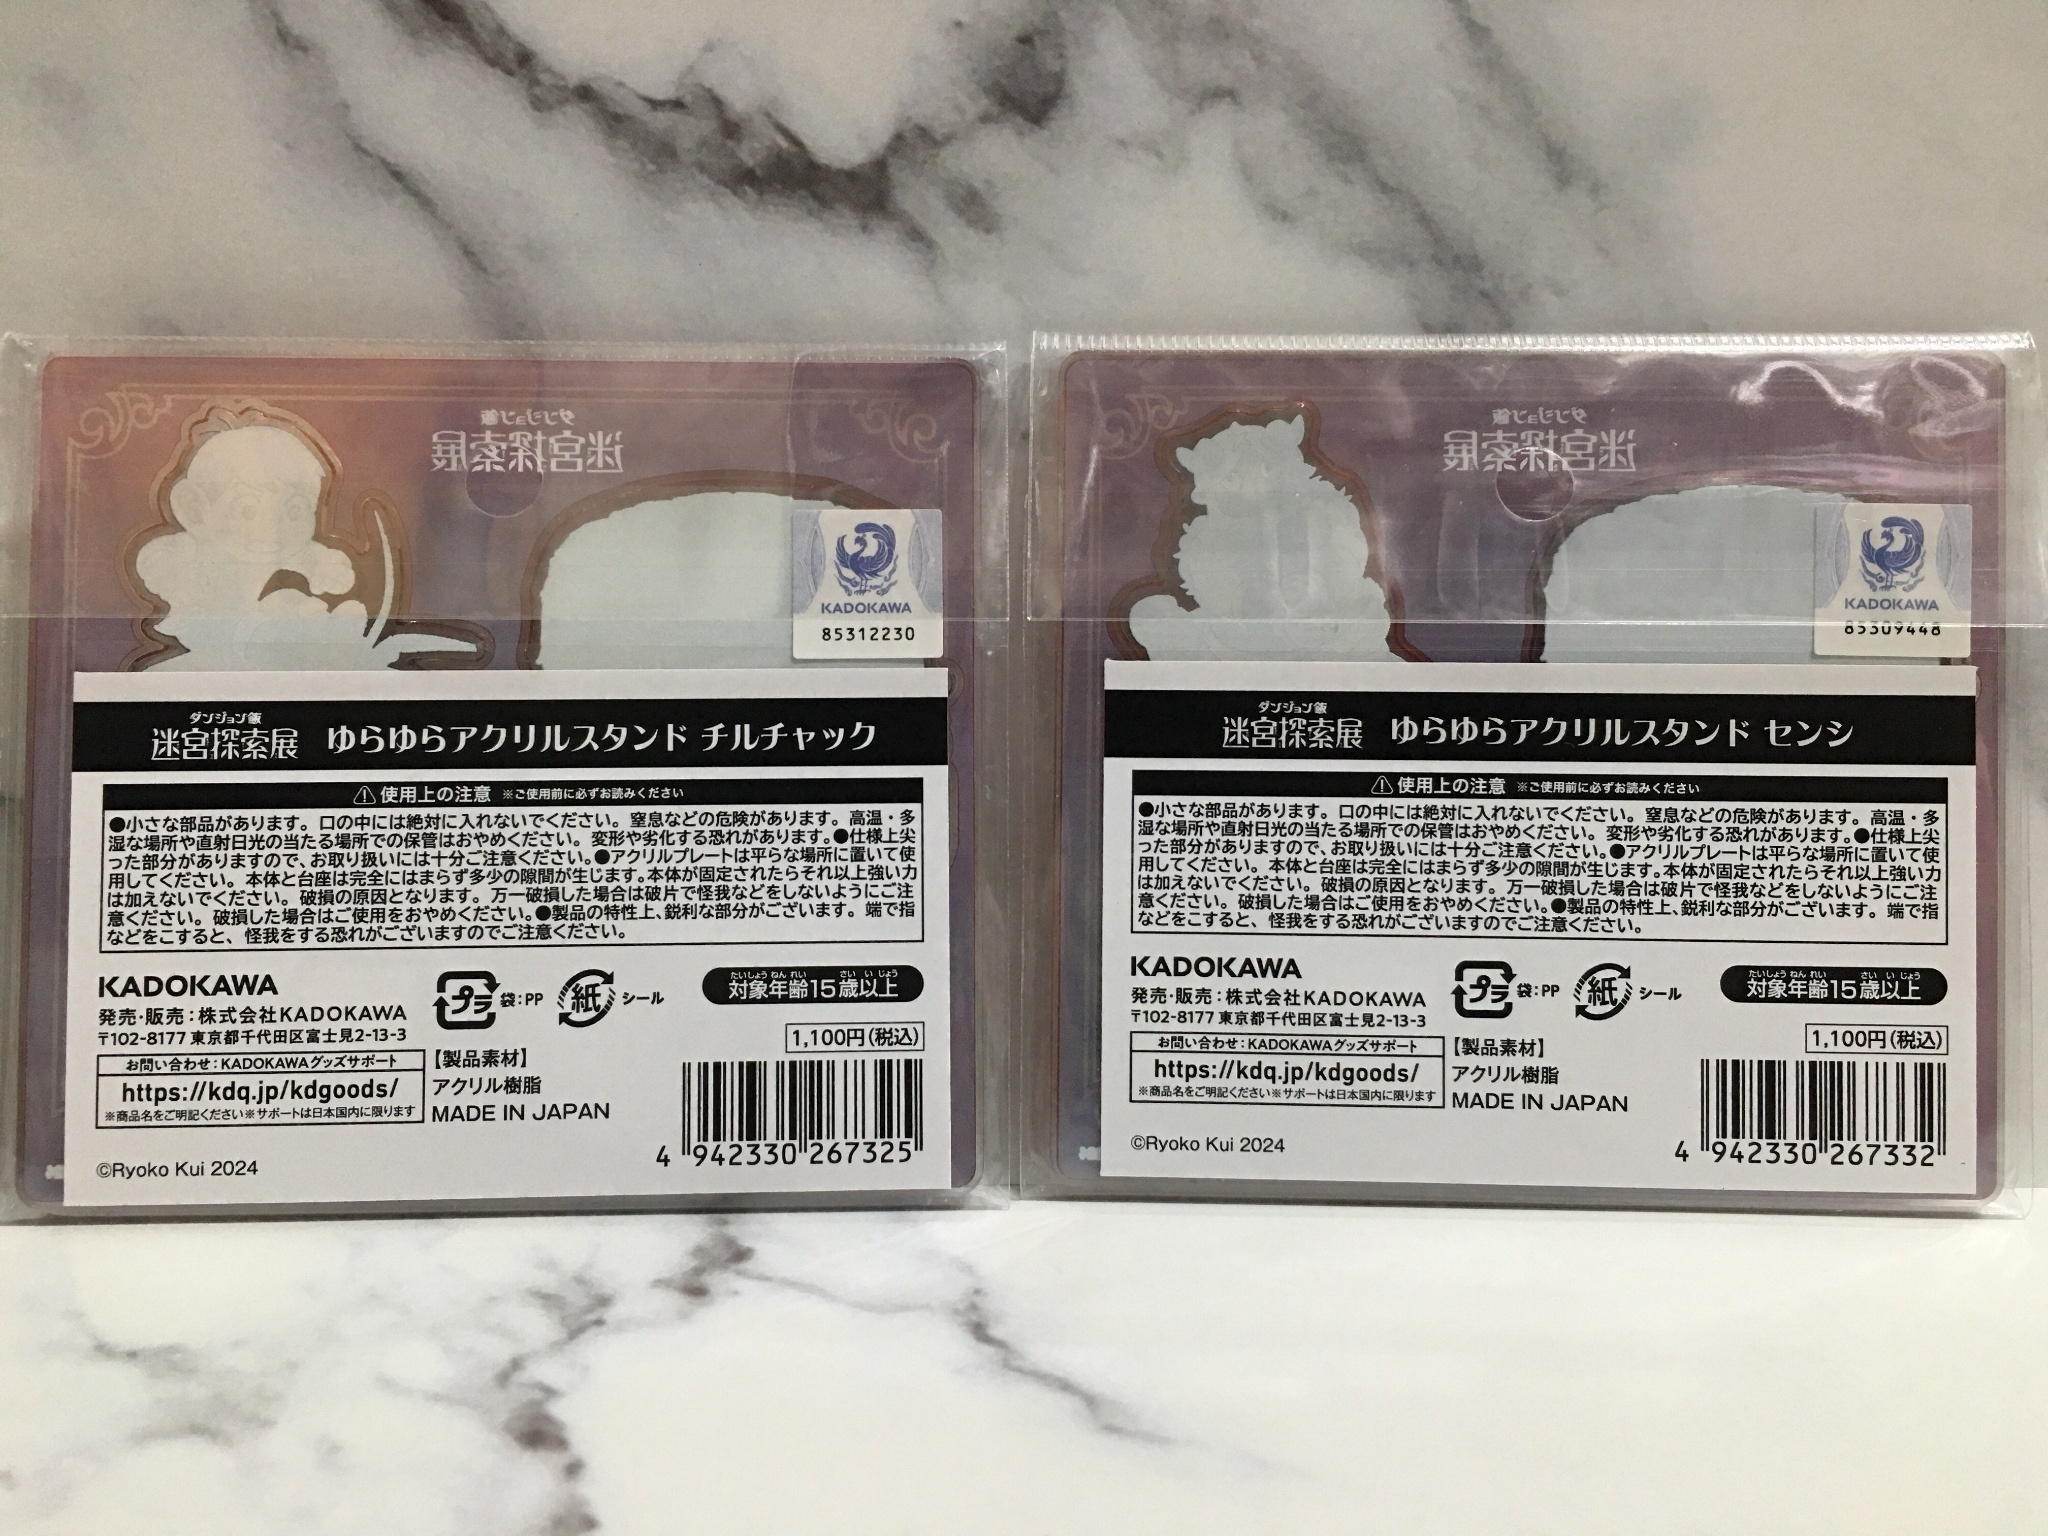 ダンジョン飯
迷宮探索展
KADOKAWA
85312230
ダンジョン飯
迷宮探索展 ゆらゆらアクリルスタンド チルチャック
使用上の注意 ※ご使用前に必ずお読みください
●小さな部品があります。口の中には絶対に入れないでください。窒息などの危険があります。高温・多
湿な場所や直射日光の当たる場所での保管はおやめください。変形や劣化する恐れがあります。●仕様上尖
った部分がありますので、お取り扱いには十分ご注意ください。●アクリルプレートは平らな場所に置いて使
用してください。本体と台座は完全にはまらず多少の隙間が生じます。本体が固定されたらそれ以上強い力
は加えないでください。破損の原因となります。万一破損した場合は破片で怪我などをしないようにご注
意ください。破損した場合はご使用をおやめください。●製品の特性上、鋭利な部分がございます。端で指
などをこすると、怪我をする恐れがございますのでご注意ください。
KADOKAWA
発売・販売：株式会社KADOKAWA
〒102-8177 東京都千代田区富士見2-13-3
お問い合わせ：KADOKAWAグッズサポート
https://kdq.jp/kdgoods/
※商品名をご明記ください※サポートは日本国内に限ります
©Ryoko Kui 2024
プラ 袋：PP 紙 シール
【製品素材】
アクリル樹脂
MADE IN JAPAN
たいしょうねんれい さいいじょう
対象年齢15歳以上
1,100円(税込)
4 942330 267325
ダンジョン飯
迷宮探索展
KADOKAWA
85309448
ダンジョン飯
迷宮探索展 ゆらゆらアクリルスタンド センシ
使用上の注意 ※ご使用前に必ずお読みください
●小さな部品があります。口の中には絶対に入れないでください。窒息などの危険があります。高温・多
湿な場所や直射日光の当たる場所での保管はおやめください。変形や劣化する恐れがあります。●仕様上尖
った部分がありますので、お取り扱いには十分ご注意ください。●アクリルプレートは平らな場所に置いて使
用してください。本体と台座は完全にはまらず多少の隙間が生じます。本体が固定されたらそれ以上強い力
は加えないでください。破損の原因となります。万一破損した場合は破片で怪我などをしないようにご注
意ください。破損した場合はご使用をおやめください。●製品の特性上、鋭利な部分がございます。端で指
などをこすると、怪我をする恐れがございますのでご注意ください。
KADOKAWA
発売・販売：株式会社KADOKAWA
〒102-8177 東京都千代田区富士見2-13-3
お問い合わせ：KADOKAWAグッズサポート
https://kdq.jp/kdgoods/
※商品名をご明記ください※サポートは日本国内に限ります
©Ryoko Kui 2024
プラ 袋：PP 紙 シール
【製品素材】
アクリル樹脂
MADE IN JAPAN
たいしょうねんれい さいいじょう
対象年齢15歳以上
1,100円(税込)
4 942330 267332